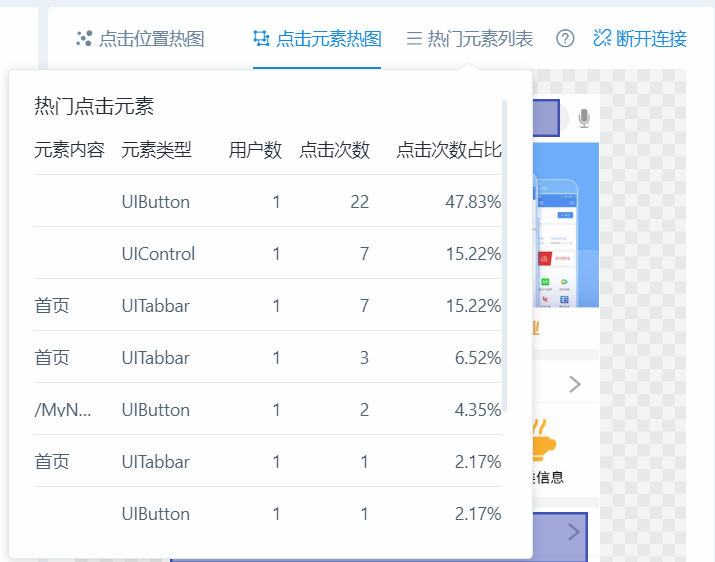 点击位置热图 点击元素热图 热门元素列表 断开连接
热门点击元素
元素内容 元素类型 用户数 点击次数 点击次数占比
UIButton 1 22 47.83%
UIControl 1 7 15.22%
首页 UITabbar 1 7 15.22%
首页 UITabbar 1 3 6.52%
/MvN... UIButton 1 2 4.35%
首页 UITabbar 1 1 2.17%
信息
UIButton 1 1 2.17%